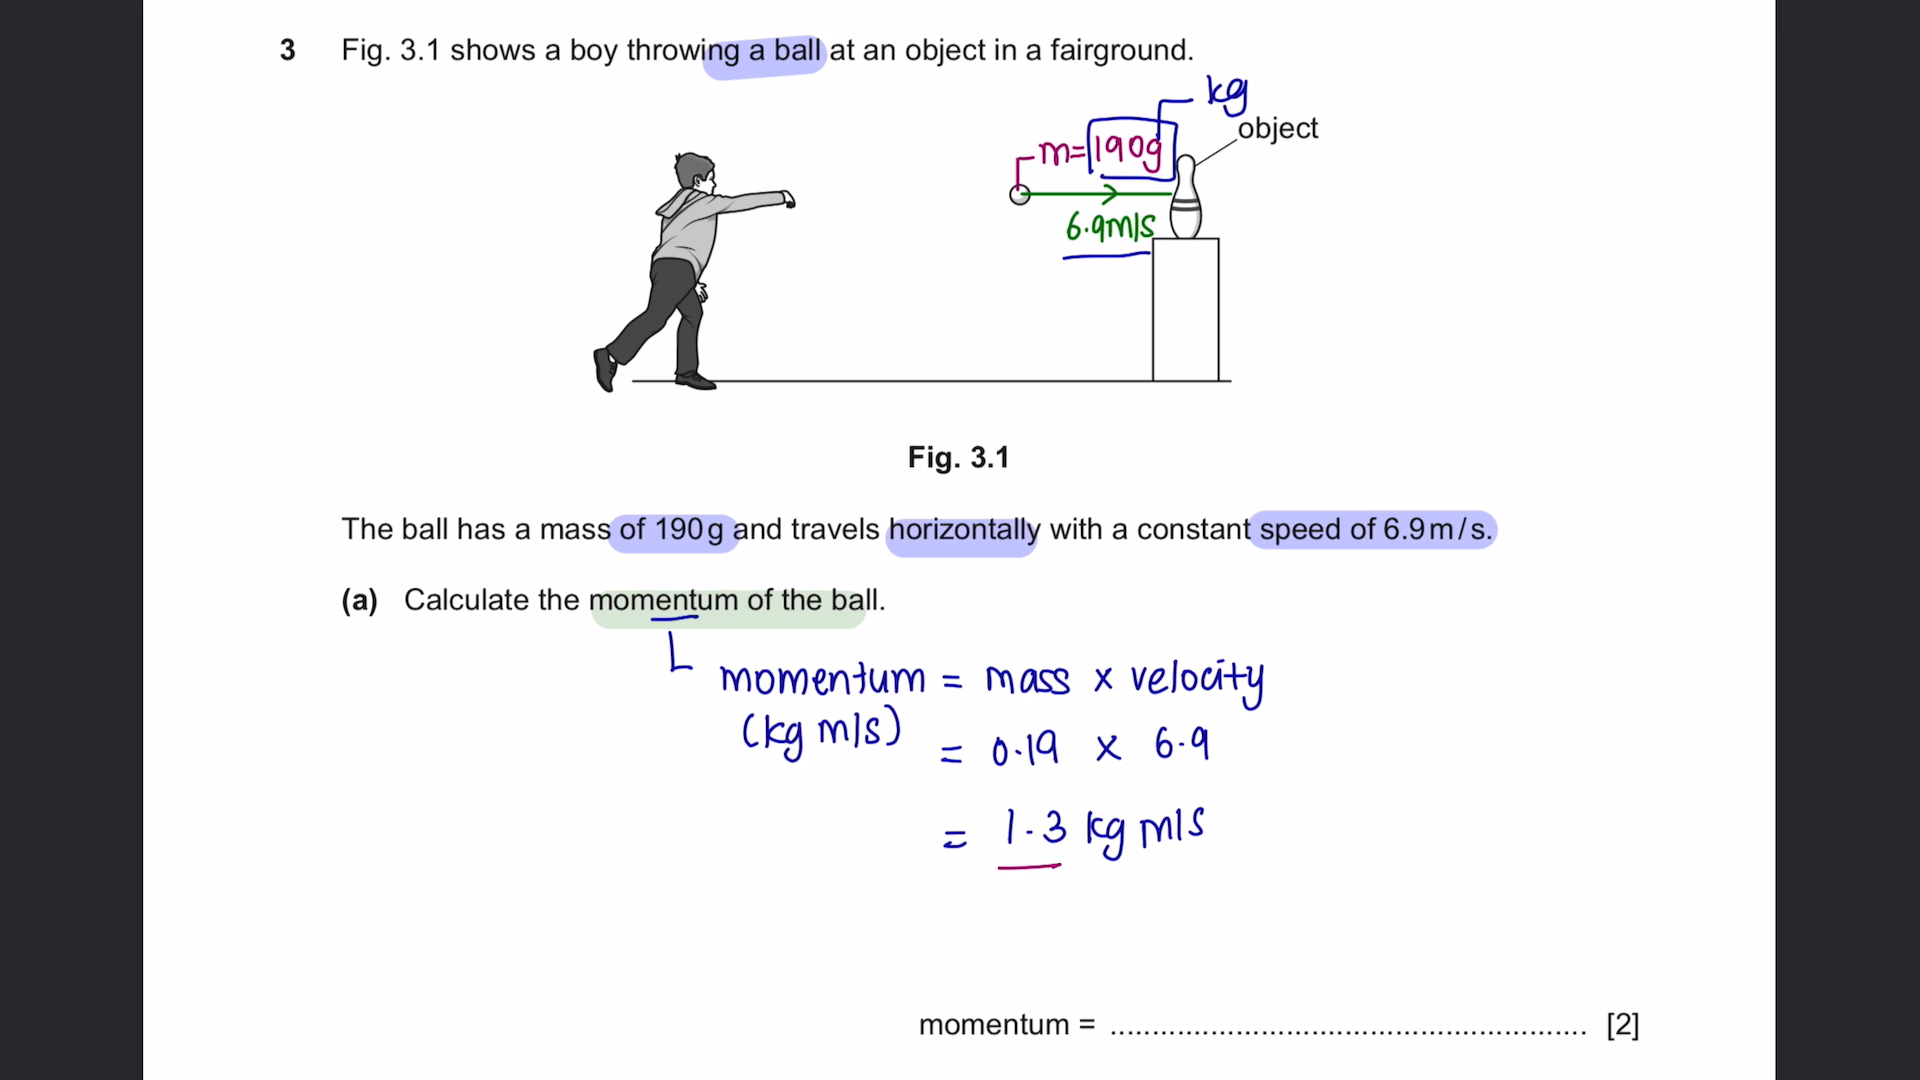 3 Fig. 3.1 shows a boy throwing a ball at an object in a fairground.
kg
object
m=190g
6.9m/s
Fig. 3.1
The ball has a mass of 190 g and travels horizontally with a constant speed of 6.9 m / s.
(a) Calculate the momentum of the ball.
momentum = mass x velocity
(kg m/s)
= 0.19 x 6.9
= 1.3 kg m/s
momentum = ......................................................... [2]